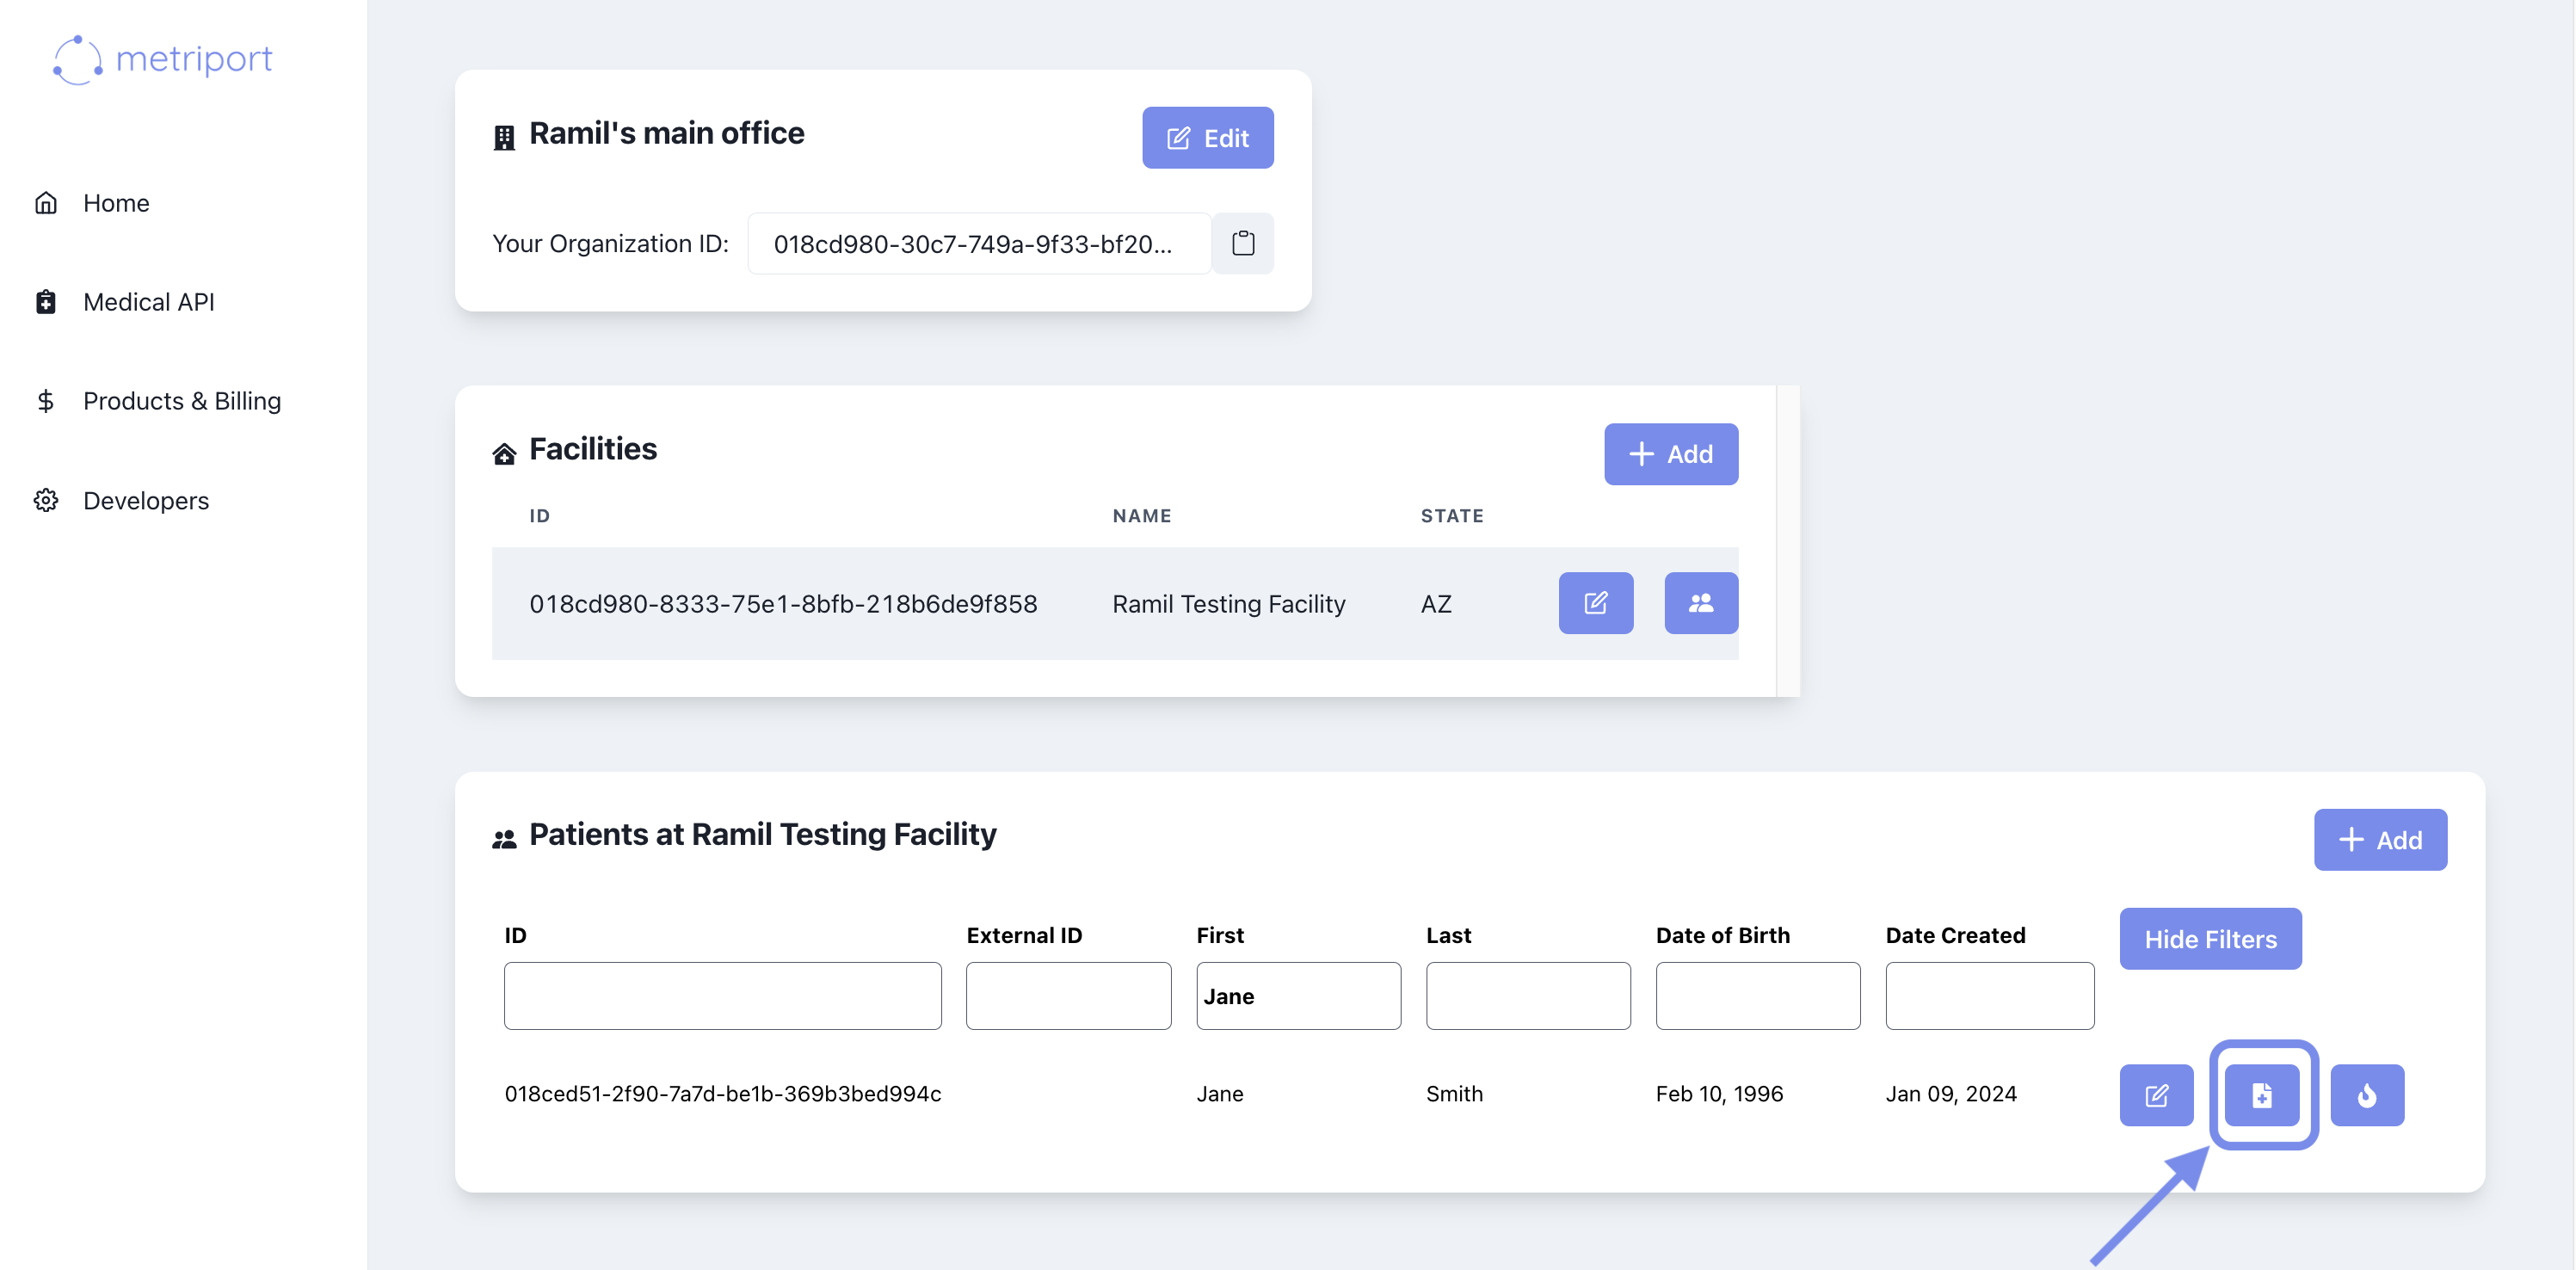 metriport
Home
Medical API
Products & Billing
Developers
Ramil's main office
Edit
Your Organization ID: 018cd980-30c7-749a-9f33-bf20...
Facilities
Add
ID NAME STATE
018cd980-8333-75e1-8bfb-218b6de9f858 Ramil Testing Facility AZ
Patients at Ramil Testing Facility
Add
ID External ID First Last Date of Birth Date Created Hide Filters
Jane
018ced51-2f90-7a7d-be1b-369b3bed994c Jane Smith Feb 10, 1996 Jan 09, 2024